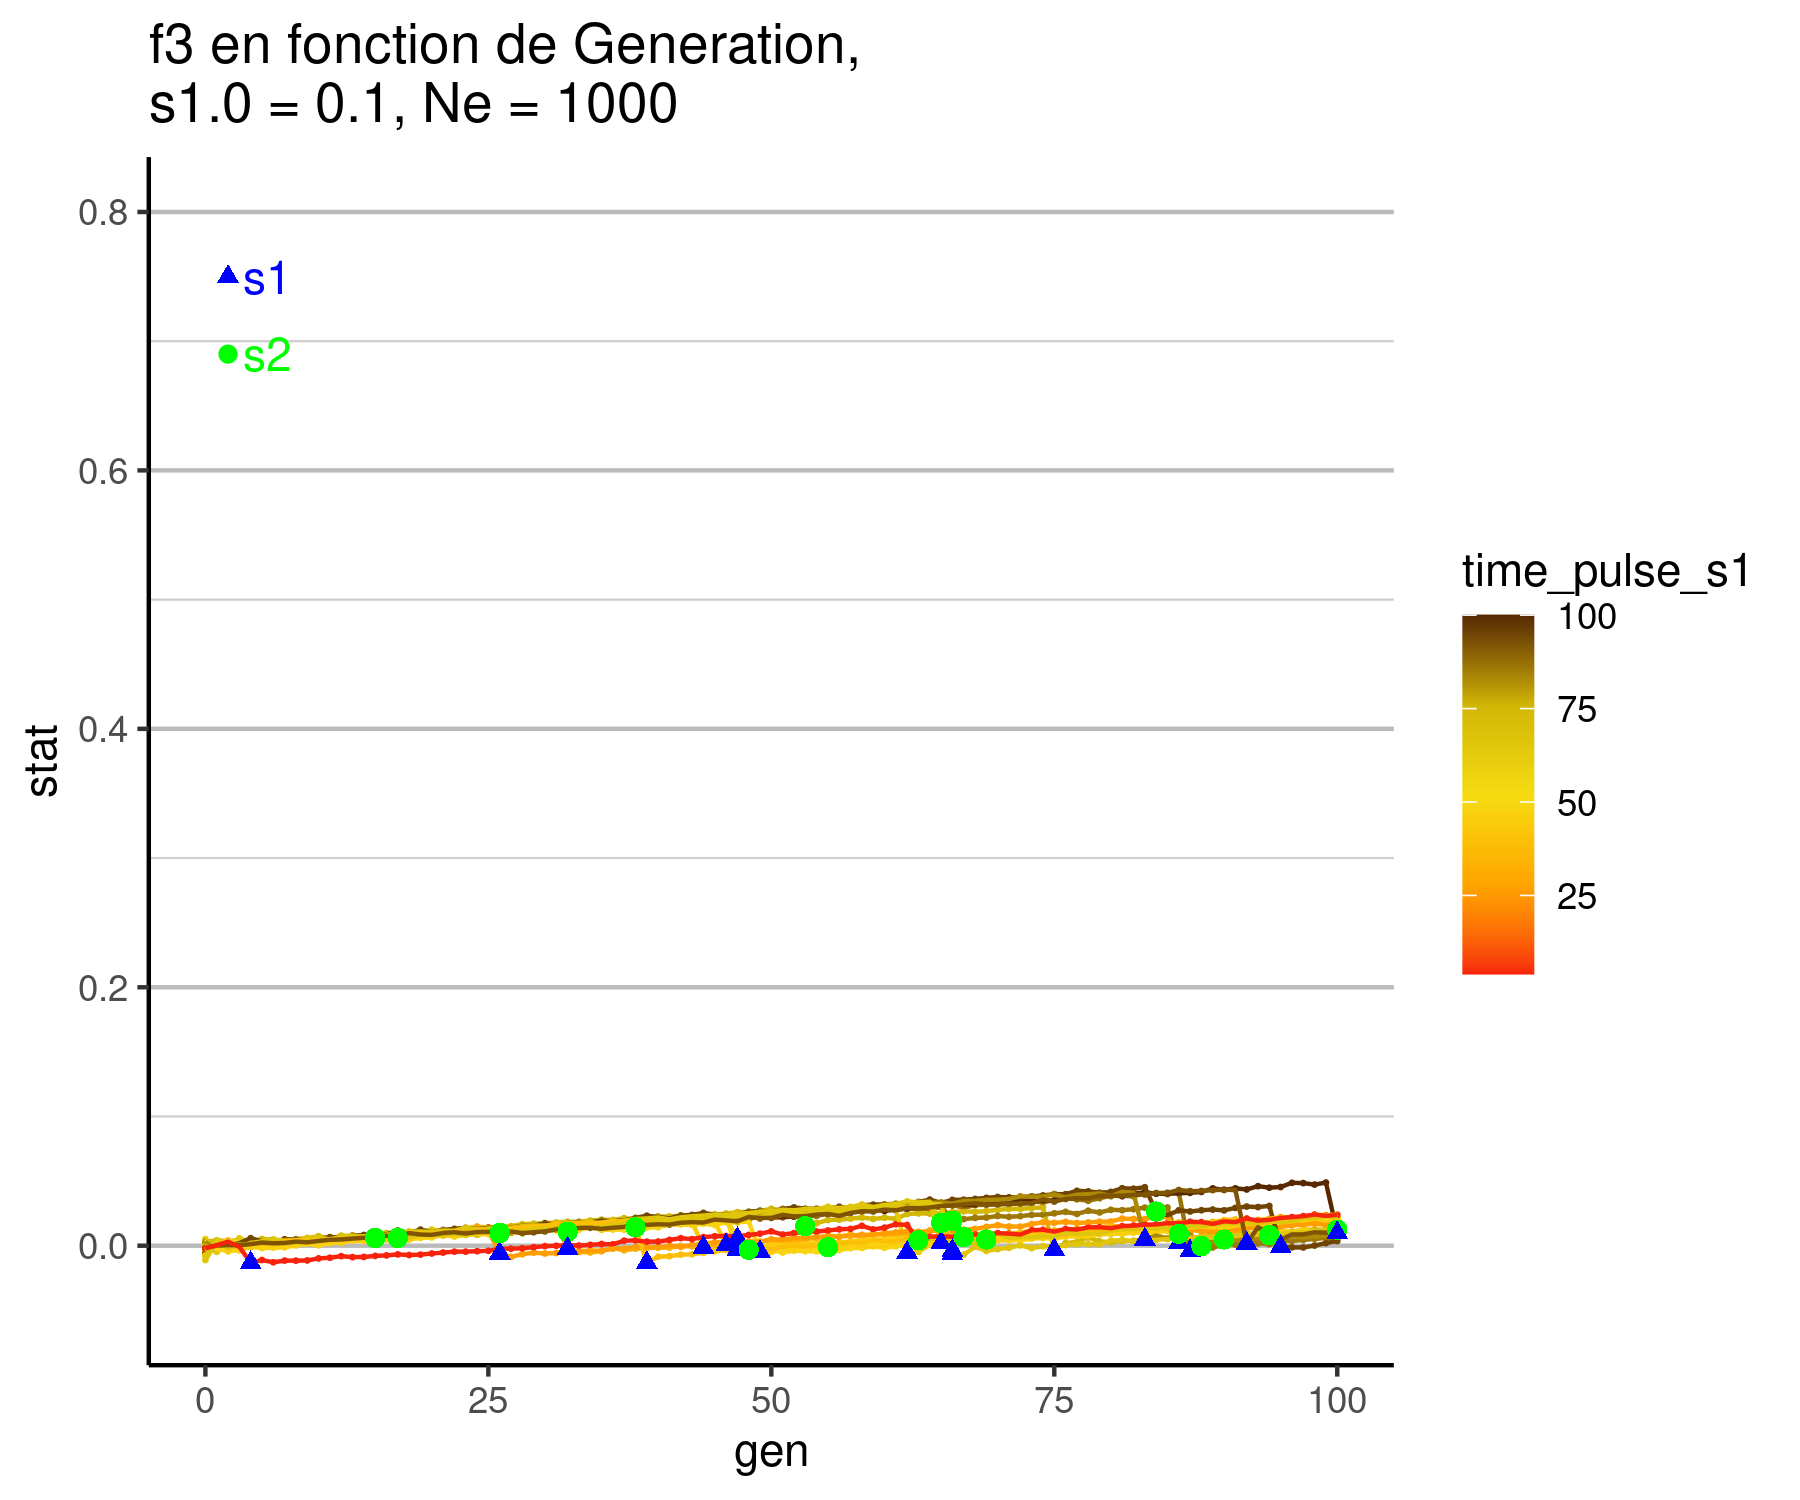 f3 en fonction de Generation,
s1.0 = 0.1, Ne = 1000
0.8
s1
s2
0.6
0.4
0.2
0.0
stat
0 25 50 75 100
gen
time_pulse_s1
100
75
50
25